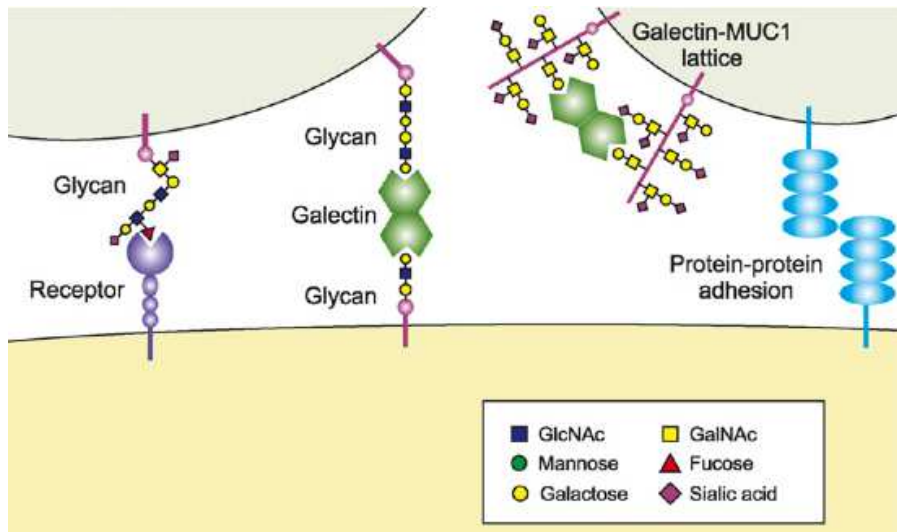 Galectin-MUC1
lattice
Glycan
Glycan
Galectin
Receptor
Glycan
Protein-protein
adhesion
GlcNAc
GalNAc
Mannose
Fucose
Galactose
Sialic acid